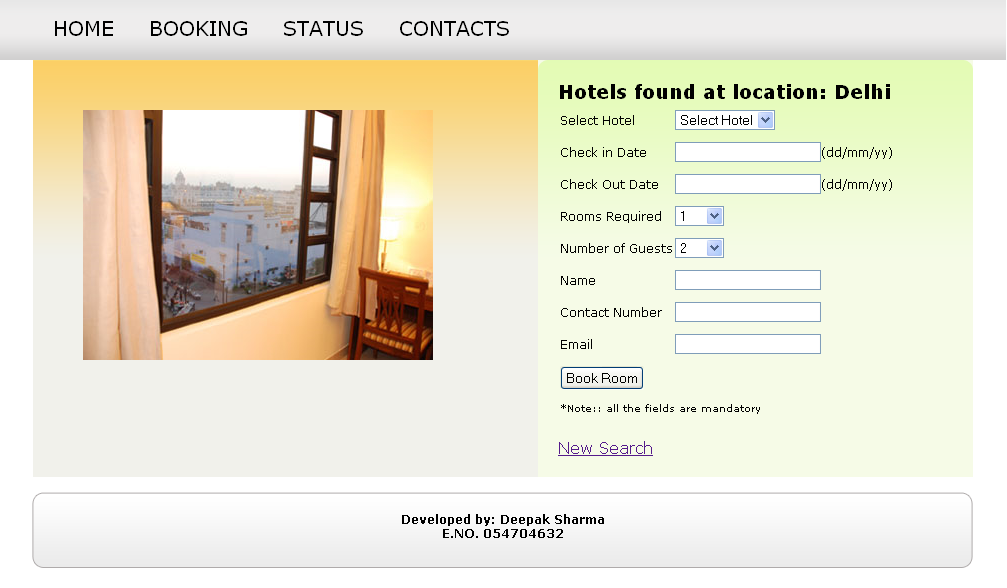 HOME BOOKING STATUS CONTACTS
Hotels found at location: Delhi
Select Hotel Select Hotel
Check in Date (dd/mm/yy)
Check Out Date (dd/mm/yy)
Rooms Required 1
Number of Guests 2
Name
Contact Number
Email
Book Room
*Note:: all the fields are mandatory
New Search
Developed by: Deepak Sharma
E.NO. 054704632